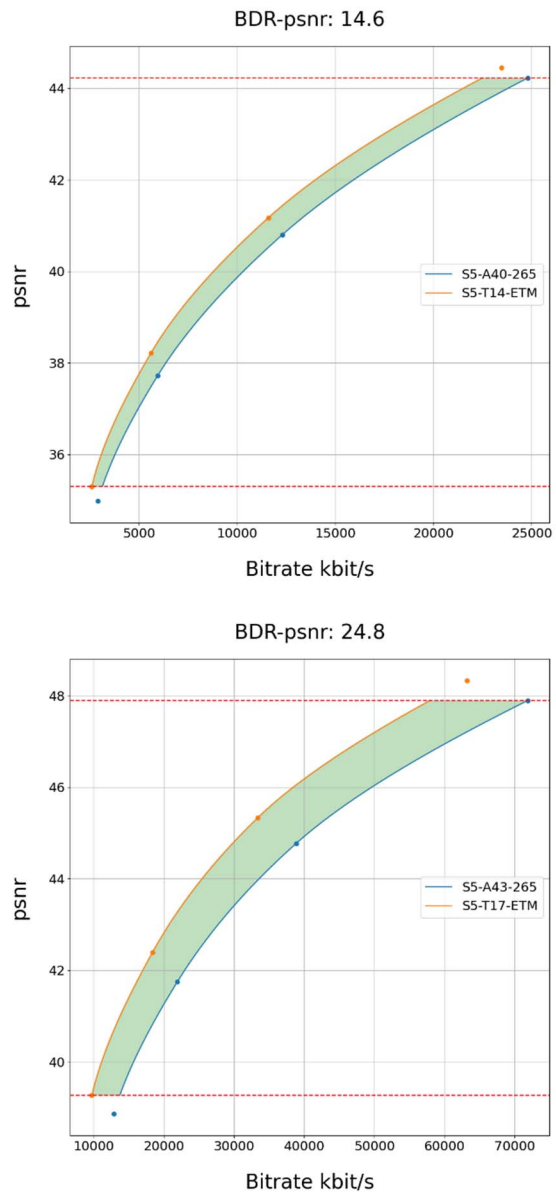 BDR-psnr: 14.6
44
42
40
38
36
psnr
S5-A40-265
S5-T14-ETM
5000 10000 15000 20000 25000
Bitrate kbit/s
BDR-psnr: 24.8
48
46
44
42
40
psnr
S5-A43-265
S5-T17-ETM
10000 20000 30000 40000 50000 60000 70000
Bitrate kbit/s